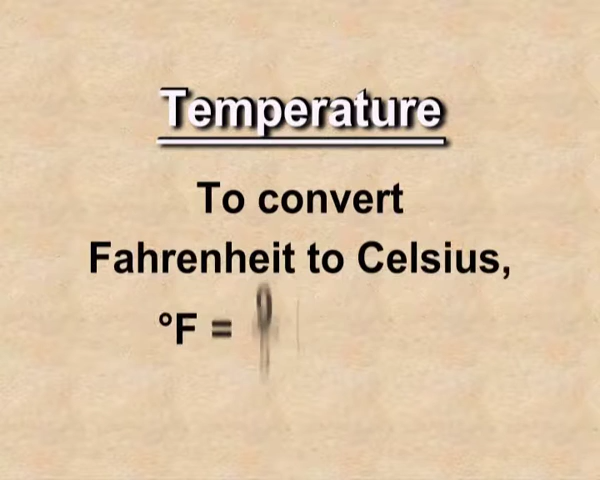 Temperature
To convert
Fahrenheit to Celsius,
°F =